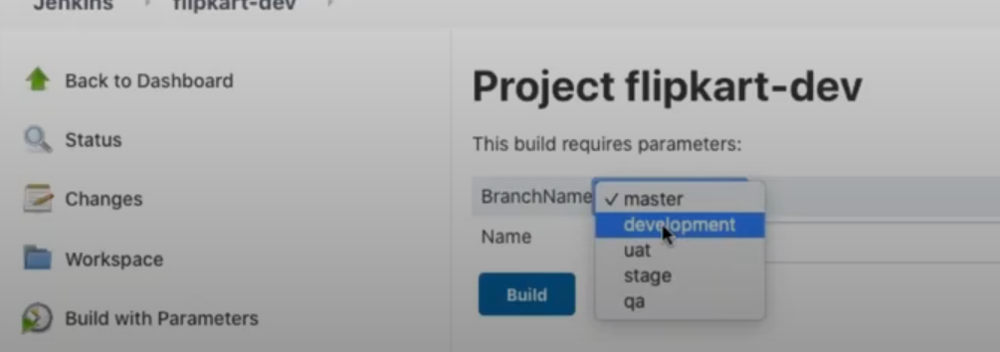 Jenkins
flipkart-dev
Back to Dashboard
Status
Changes
Workspace
Build with Parameters
Project flipkart-dev
This build requires parameters:
BranchName
✓ master
development
uat
stage
qa
Name
Build